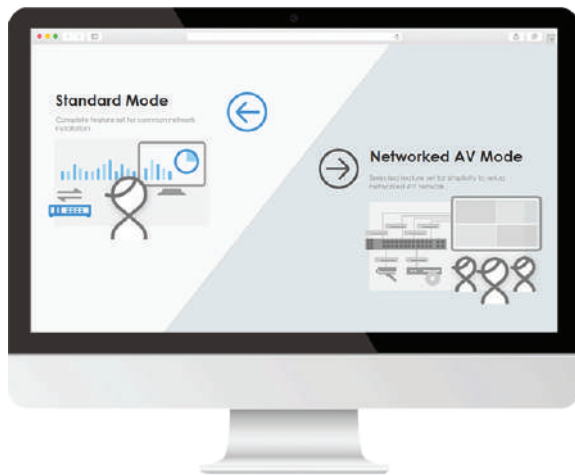 Standard Mode
Complete feature set for common network
installation
Networked AV Mode
Selected feature set for simplicity to setup
networked AV network